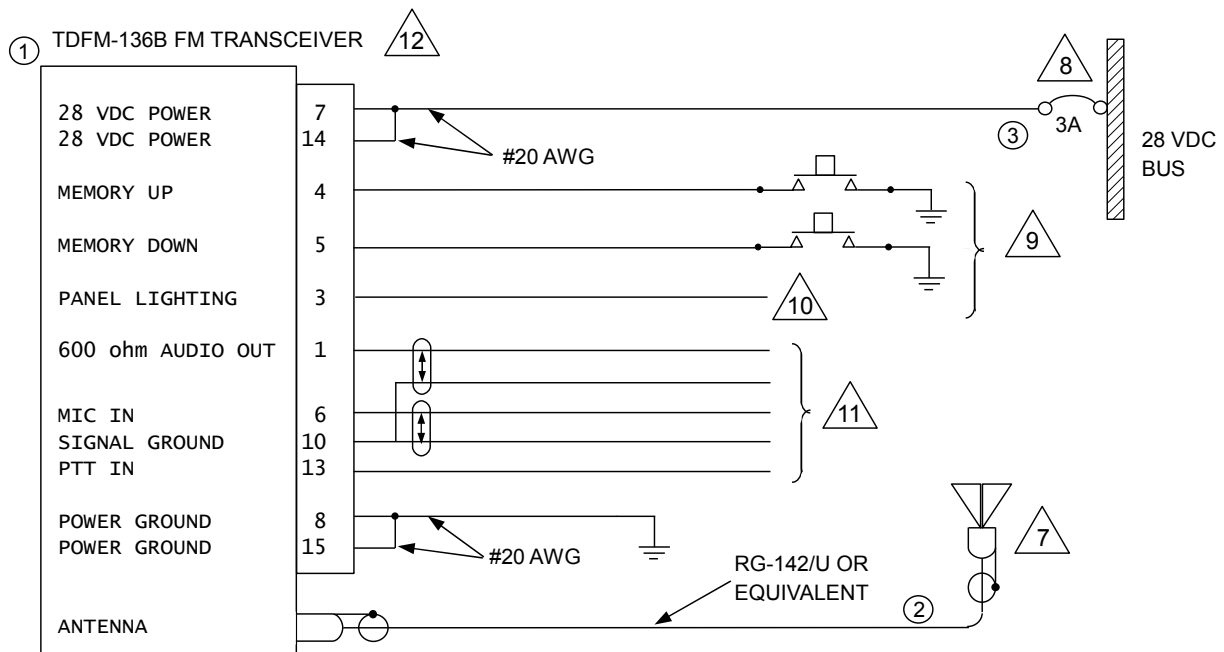 1 TDFM-136B FM TRANSCEIVER 12
8
28 VDC POWER 7
28 VDC POWER 14
3 3A
28 VDC
BUS
#20 AWG
MEMORY UP 4
MEMORY DOWN 5
9
PANEL LIGHTING 3 10
600 ohm AUDIO OUT 1
MIC IN 6
11
SIGNAL GROUND 10
PTT IN 13
POWER GROUND 8
POWER GROUND 15
#20 AWG
7
RG-142/U OR
EQUIVALENT
2
ANTENNA